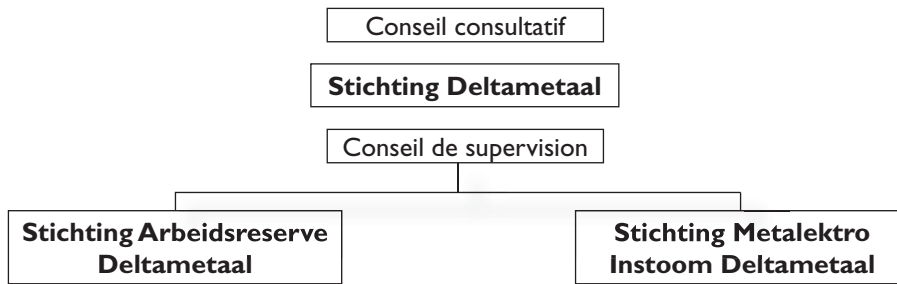 Conseil consultatif
Stichting Deltametaal
Conseil de supervision
Stichting Arbeidsreserve
Deltametaal
Stichting Metalektro
Instoom Deltametaal